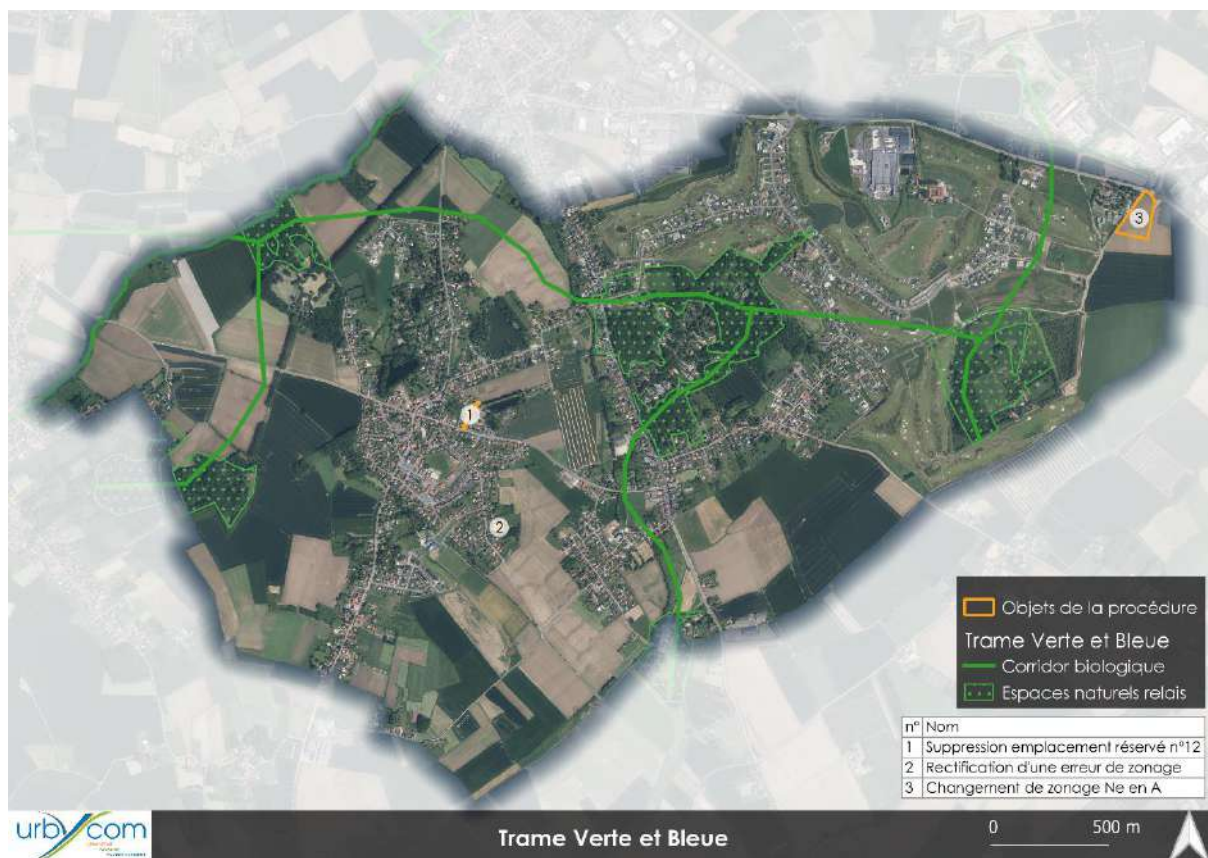 1
2
3
Objets de la procédure
Trame Verte et Bleue
Corridor biologique
Espaces naturels relais
n° Nom
1 Suppression emplacement réservé n°12
2 Rectification d'une erreur de zonage
3 Changement de zonage Ne en A
urbycom
Trame Verte et Bleue
0 500 m